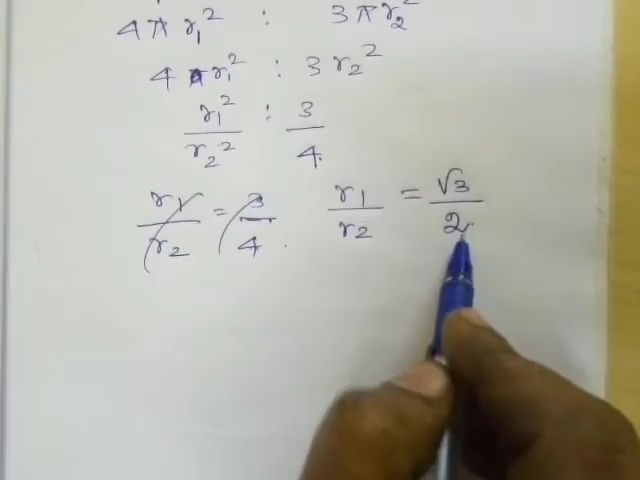 4π r₁² : 3π r₂²
4 π r₁² : 3 r₂²
r₁²/r₂² : 3/4.
r₁/r₂ = 3/4. r₁/r₂ = √3/2.